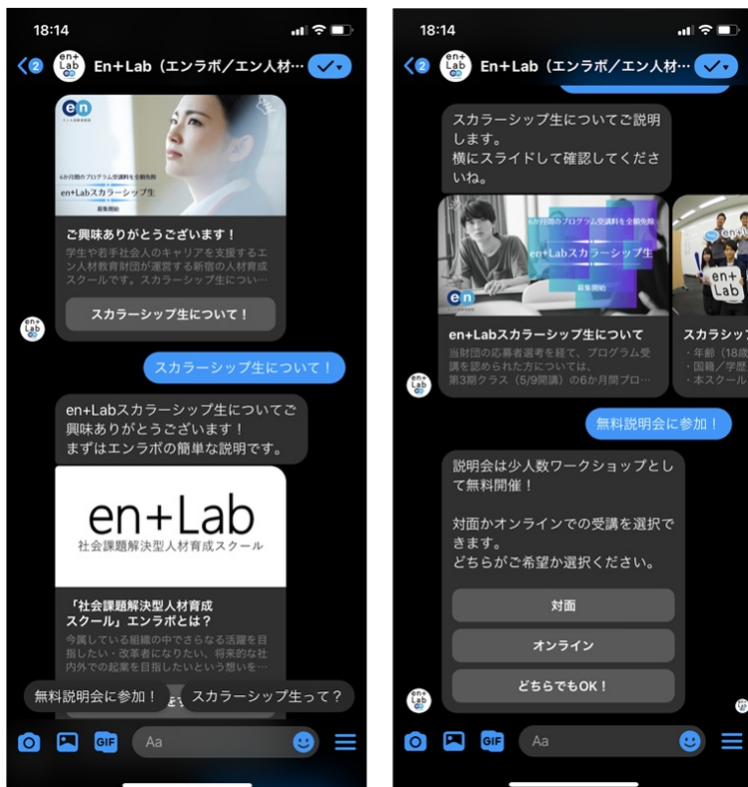 18:14
2
en+
Lab
En+Lab（エンラボ／エン人材…
en
6か月間のプログラム受講料を全額免除
en+Labスカラーシップ生
募集開始
ご興味ありがとうございます！
学生や若手社会人のキャリアを支援するエ
ン人材教育財団が運営する新宿の人材育成
スクールです。スカラーシップ生につい…
スカラーシップ生について！
en+
Lab
スカラーシップ生について！
en+Labスカラーシップ生についてご
興味ありがとうございます！
まずはエンラボの簡単な説明です。
en+Lab
社会課題解決型人材育成スクール
「社会課題解決型人材育成
スクール」エンラボとは？
今属している組織の中でさらなる活躍を目
指したい・改革者になりたい、将来的な社
内外での起業を目指したいという想いを…
無料説明会に参加！
スカラーシップ生って？
GIF
Aa
18:14
2
en+
Lab
En+Lab（エンラボ／エン人材…
スカラーシップ生についてご説明
します。
横にスライドして確認してくださ
いね。
6か月間のプログラム受講料を全額免除
en+Labスカラーシップ生
募集開始
en
en+
Lab
en+Labスカラーシップ生について
当財団の応募者選考を経て、プログラム受
講を認められた方については、
第3期クラス（5/9開講）の6か月間プロ…
スカラシップ
・年齢（18歳
・国籍／学歴
・本スクール
en+
Lab
無料説明会に参加！
説明会は少人数ワークショップとし
て無料開催！
対面かオンラインでの受講を選択で
きます。
どちらがご希望か選択ください。
対面
オンライン
どちらでもOK！
en+
Lab
GIF
Aa